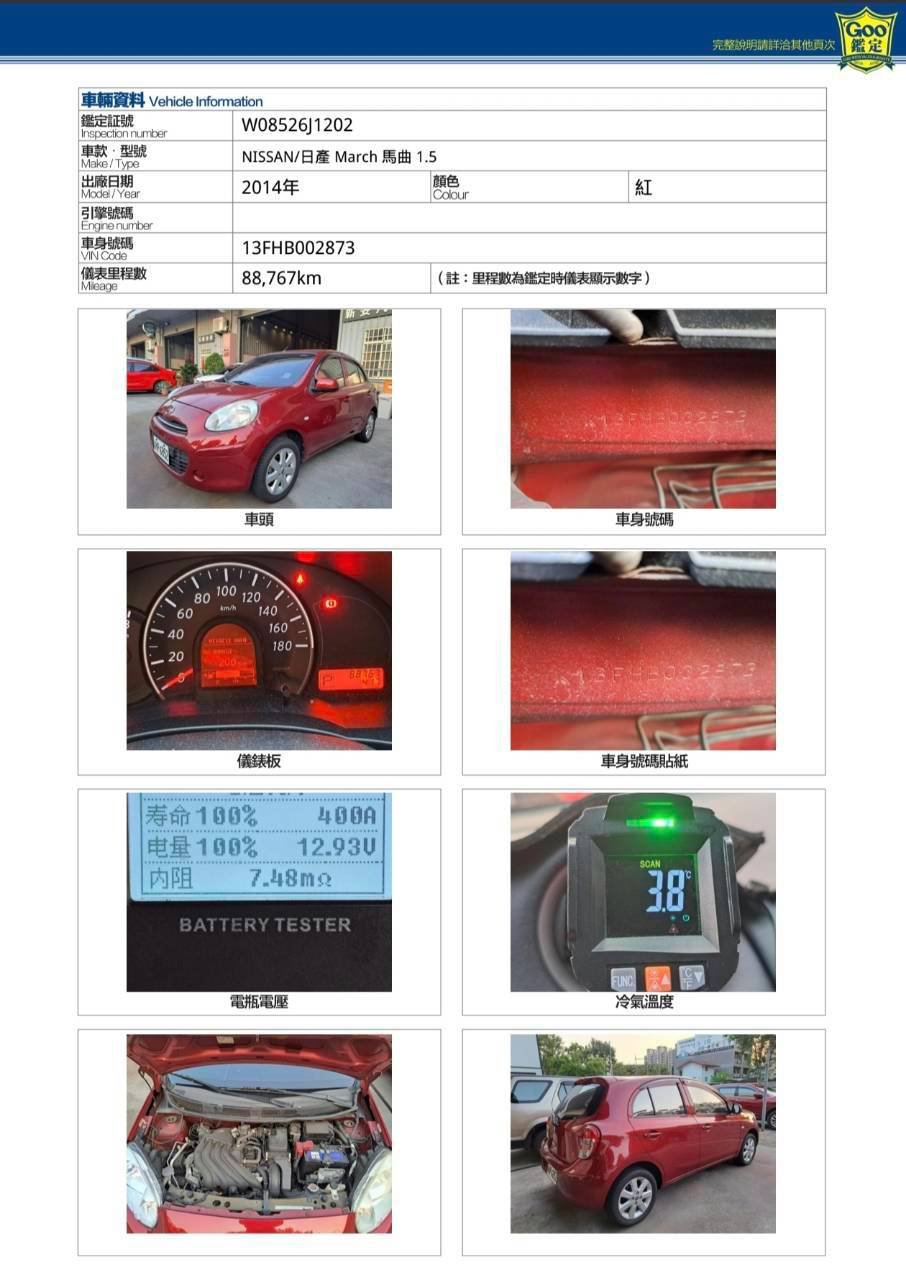 完整說明請詳洽其他頁次
Goo
鑑定
車輛資料 Vehicle Information
鑑定証號
Inspection number
W08526J1202
車款．型號
Make / Type
NISSAN/日產 March 馬曲 1.5
出廠日期
Model / Year
2014年
顏色
Colour
紅
引擎號碼
Engine number
車身號碼
VIN Code
13FHB002873
儀表里程數
Mileage
88,767km
（註：里程數為鑑定時儀表顯示數字）
13FHB002873
車頭
車身號碼
0 20 40 60 80 100 120 140 160 180
km/h
P
13FHB002873
儀錶板
車身號碼貼紙
寿命 100% 400A
电量 100% 12.93V
内阻 7.48mΩ
BATTERY TESTER
SCAN
3.8℃
FUNC.
電瓶電壓
冷氣溫度